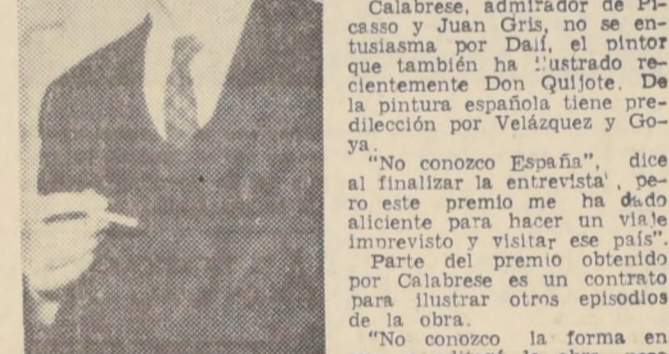 Calabrese, admirador de Pi-
casso y Juan Gris, no se en-
tusiasma por Dalí, el pintor
que también ha ilustrado re-
cientemente Don Quijote. De
la pintura española tiene pre-
dilección por Velázquez y Go-
ya.
"No conozco España", dice
al finalizar la entrevista', pe-
ro este premio me ha dado
aliciente para hacer un viaje
imprevisto y visitar ese país".
Parte del premio obtenido
por Calabrese es un contrato
para ilustrar otros episodios
de la obra.
"No conozco la forma en